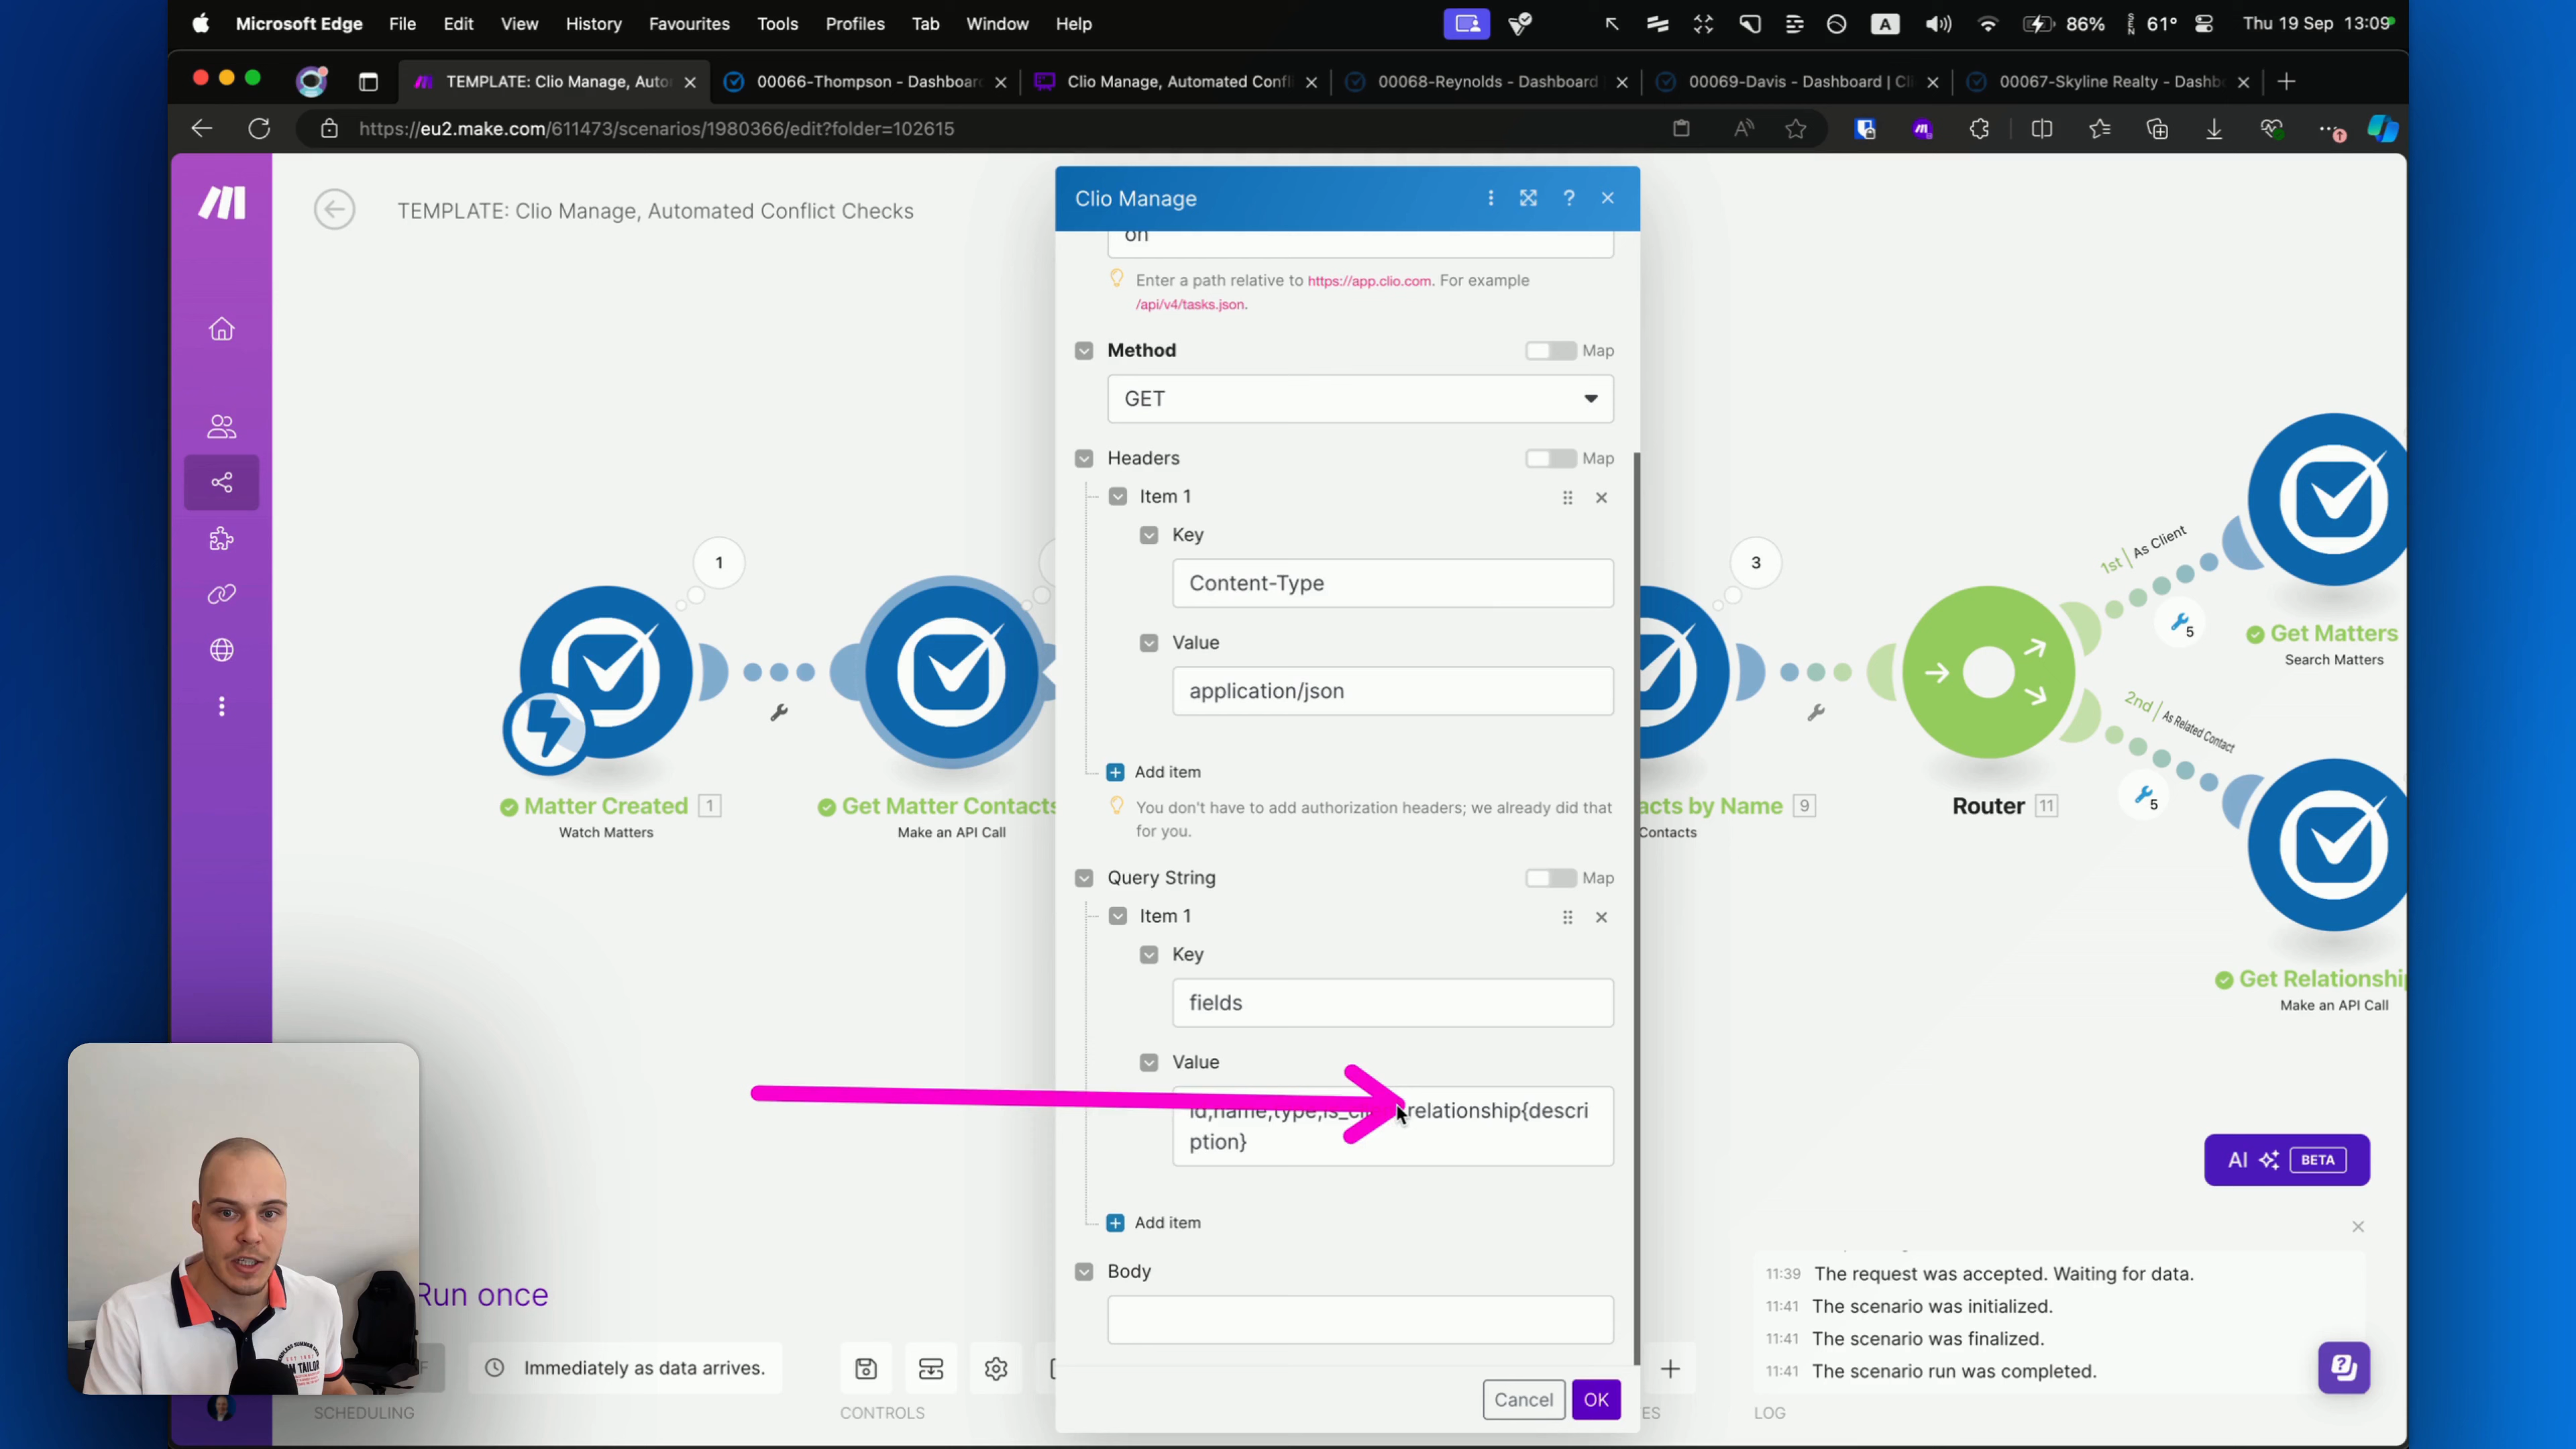 Microsoft Edge File Edit View History Favourites Tools Profiles Tab Window Help
A 86% SEN 61° Thu 19 Sep 13:09
TEMPLATE: Clio Manage, Auto
00066-Thompson - Dashboar
Clio Manage, Automated Confl
00068-Reynolds - Dashboard
00069-Davis - Dashboard | Cl
00067-Skyline Realty - Dashb
https://eu2.make.com/611473/scenarios/1980366/edit?folder=102615
TEMPLATE: Clio Manage, Automated Conflict Checks
Clio Manage
on
Enter a path relative to https://app.clio.com. For example
/api/v4/tasks.json.
Method Map
GET
Headers Map
Item 1
Key
Content-Type
Value
application/json
Add item
You don't have to add authorization headers; we already did that
for you.
Query String Map
Item 1
Key
fields
Value
relationship{descri
ption}
Add item
Body
Cancel OK
1
Matter Created 1
Watch Matters
Get Matter Contacts
Make an API Call
3
acts by Name 9
Contacts
Router 11
1st | As Client
5
Get Matters
Search Matters
2nd | As Related Contact
5
Get Relationshi
Make an API Call
AI BETA
11:39 The request was accepted. Waiting for data.
11:41 The scenario was initialized.
11:41 The scenario was finalized.
11:41 The scenario run was completed.
LOG
Run once
Immediately as data arrives.
SCHEDULING
CONTROLS
ES
TOM TAILOR